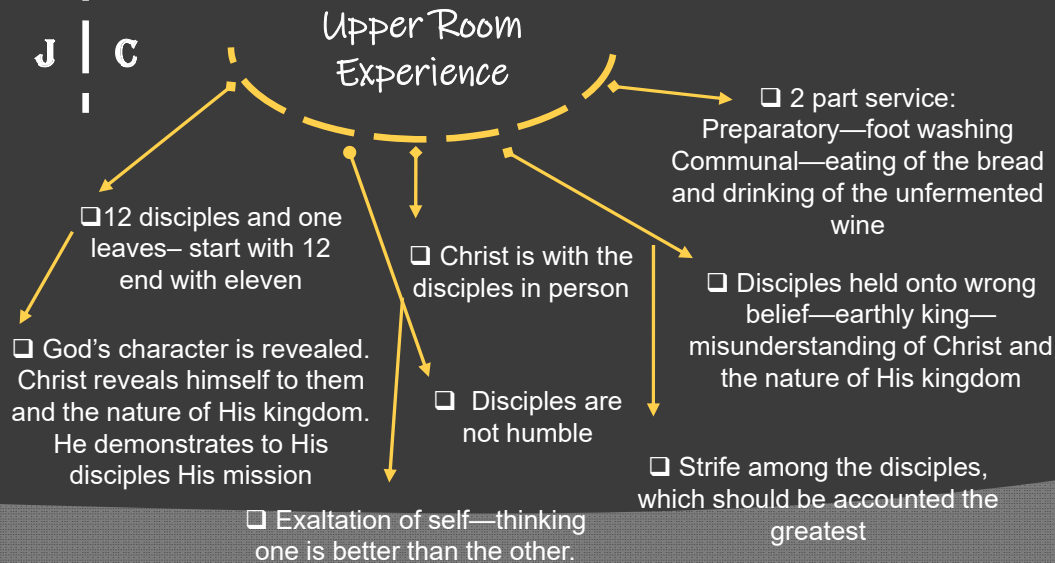 J C
Upper Room
Experience
❑ 2 part service:
Preparatory—foot washing
Communal—eating of the bread
and drinking of the unfermented
wine
❑12 disciples and one
leaves– start with 12
end with eleven
❑ Christ is with the
disciples in person
❑ Disciples held onto wrong
belief—earthly king—
misunderstanding of Christ and
the nature of His kingdom
❑ God’s character is revealed.
Christ reveals himself to them
and the nature of His kingdom.
He demonstrates to His
disciples His mission
❑ Disciples are
not humble
❑ Strife among the disciples,
which should be accounted the
greatest
❑ Exaltation of self—thinking
one is better than the other.